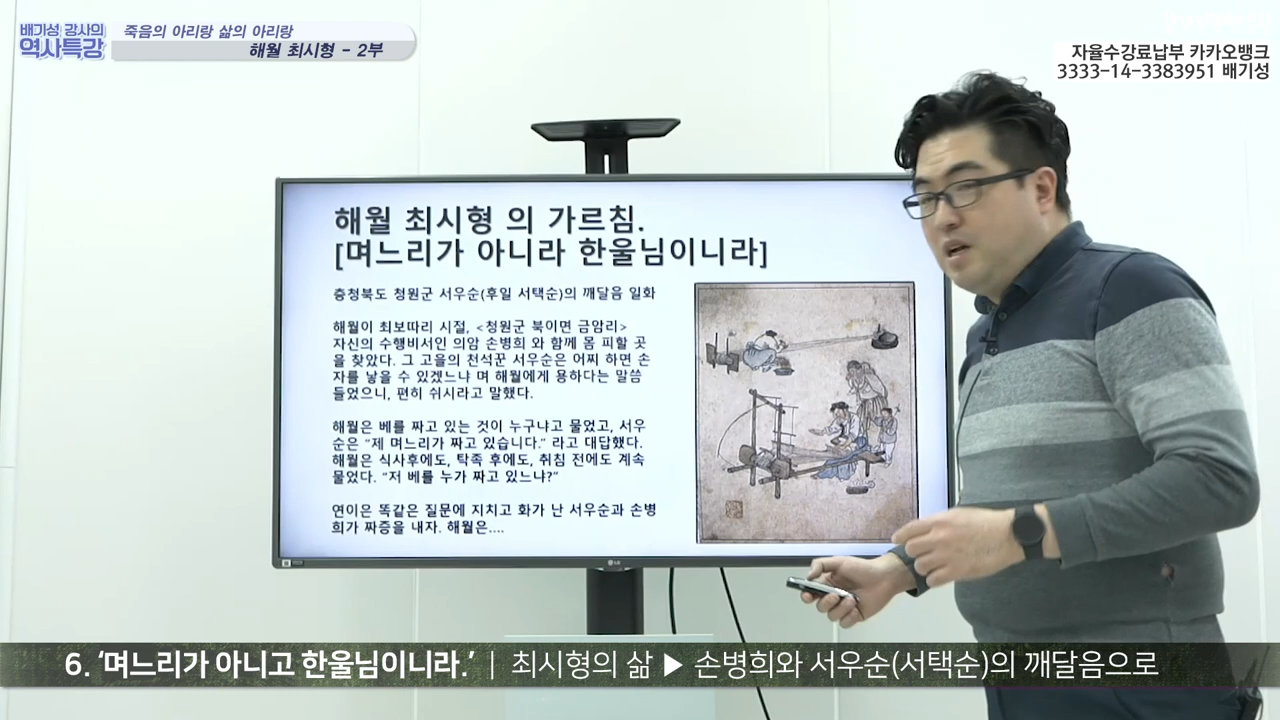 배기성 강사의
역사특강
죽음의 아리랑 삶의 아리랑
해월 최시형 - 2부
자율수강료납부 카카오뱅크
3333-14-3383951 배기성
해월 최시형 의 가르침.
[며느리가 아니라 한울님이니라]
충청북도 청원군 서우순(후일 서택순)의 깨달음 일화
해월이 최보따리 시절, <청원군 북이면 금암리>
자신의 수행비서인 의암 손병희 와 함께 몸 피할 곳
을 찾았다. 그 고을의 천석꾼 서우순은 어찌 하면 손
자를 낳을 수 있겠느냐 며 해월에게 용하다는 말씀
들었으니, 편히 쉬시라고 말했다.
해월은 베를 짜고 있는 것이 누구냐고 물었고, 서우
순은 "제 며느리가 짜고 있습니다." 라고 대답했다.
해월은 식사후에도, 탁족 후에도, 취침 전에도 계속
물었다. "저 베를 누가 짜고 있느냐?"
연이은 똑같은 질문에 지치고 화가 난 서우순과 손병
희가 짜증을 내자. 해월은....
LG
6. ‘며느리가 아니고 한울님이니라.’ | 최시형의 삶 ▶ 손병희와 서우순(서택순)의 깨달음으로